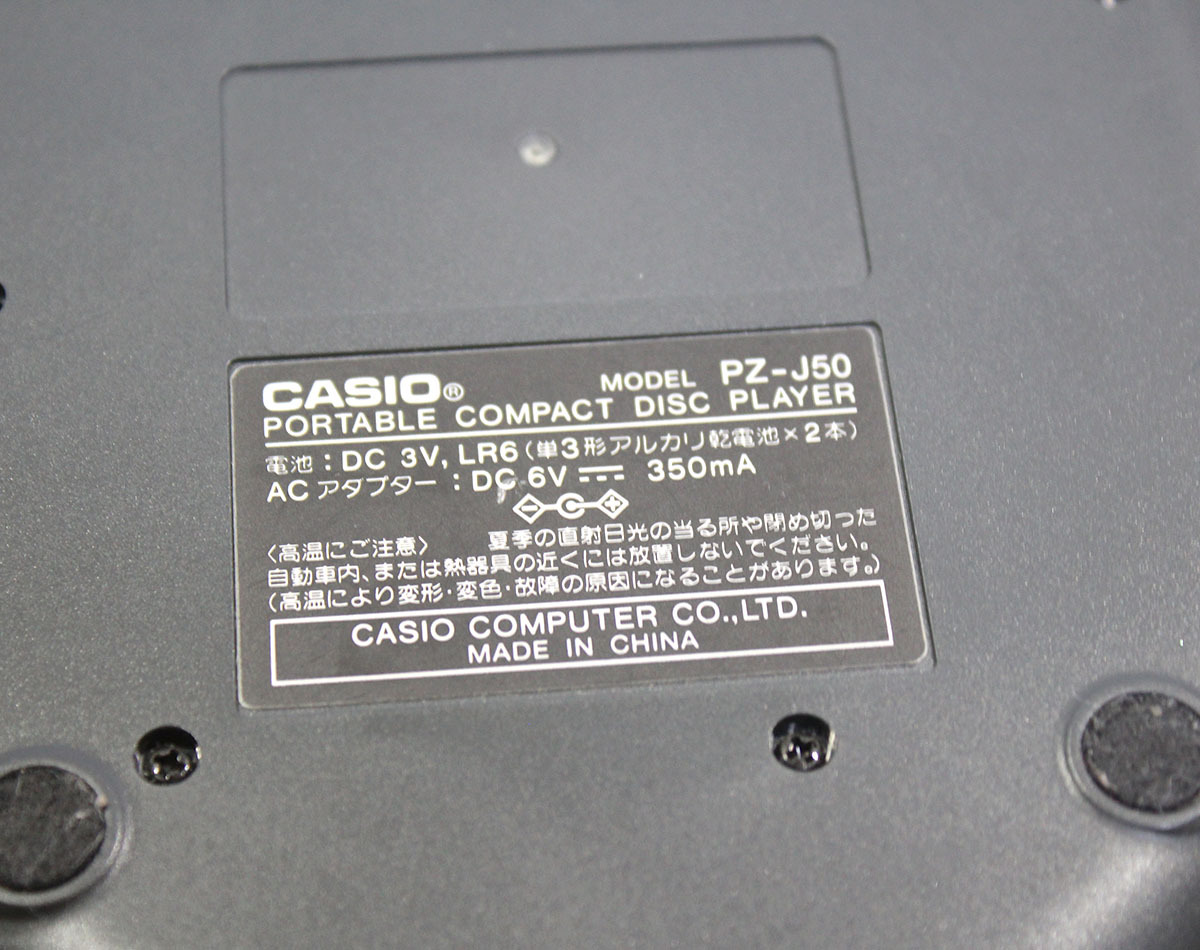 CASIO®
MODEL PZ-J50
PORTABLE COMPACT DISC PLAYER
電池：DC 3V, LR6（単3形アルカリ乾電池×2本）
AC アダプター：DC 6V ⎓ 350mA
〈高温にご注意〉 夏季の直射日光の当る所や閉め切った
自動車内、または熱器具の近くには放置しないでください。
（高温により変形・変色・故障の原因になることがあります。）
CASIO COMPUTER CO.,LTD.
MADE IN CHINA